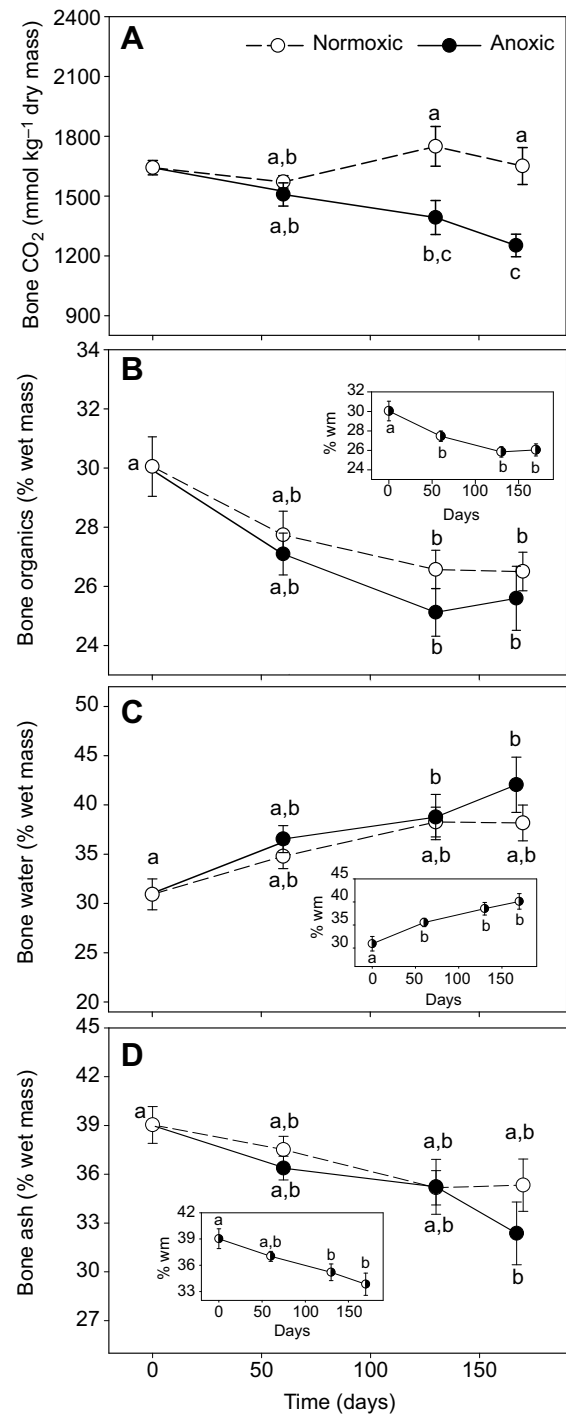 A
Normoxic
Anoxic
Bone CO2 (mmol kg–1 dry mass)
2400
2100
1800
1500
1200
900
a,b
a
a
a,b
b,c
c
B
Bone organics (% wet mass)
34
32
30
28
26
24
a
a,b
b
b
a,b
b
b
% wm
32
30
28
26
24
a
b
b
b
0 50 100 150
Days
C
Bone water (% wet mass)
50
45
40
35
30
25
20
a
a,b
b
b
a,b
a,b
a,b
% wm
45
40
35
30
a
b
b
b
0 50 100 150
Days
D
Bone ash (% wet mass)
45
42
39
36
33
30
27
a
a,b
a,b
a,b
a,b
a,b
b
% wm
42
39
36
33
a
a,b
b
b
0 50 100 150
Days
0 50 100 150
Time (days)